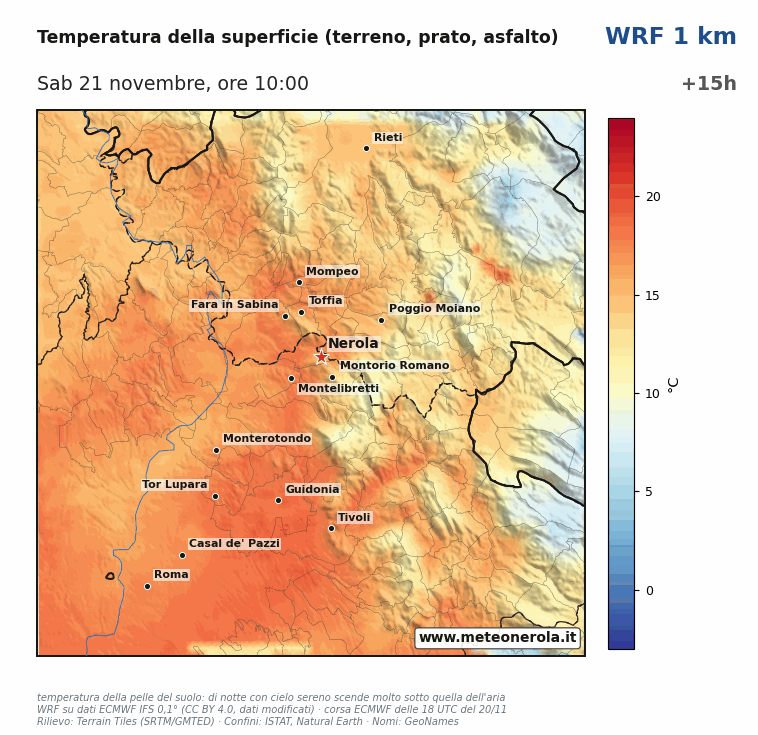 Temperatura della superficie (terreno, prato, asfalto)
WRF 1 km
Sab 21 novembre, ore 10:00
+15h
Rieti
Mompeo
Fara in Sabina
Toffia
Poggio Moiano
Nerola
Montorio Romano
Montelibretti
Monterotondo
Tor Lupara
Guidonia
Tivoli
Casal de' Pazzi
Roma
www.meteonerola.it
20
15
10
5
0
°C
temperatura della pelle del suolo: di notte con cielo sereno scende molto sotto quella dell'aria
WRF su dati ECMWF IFS 0,1° (CC BY 4.0, dati modificati) · corsa ECMWF delle 18 UTC del 20/11
Rilievo: Terrain Tiles (SRTM/GMTED) · Confini: ISTAT, Natural Earth · Nomi: GeoNames